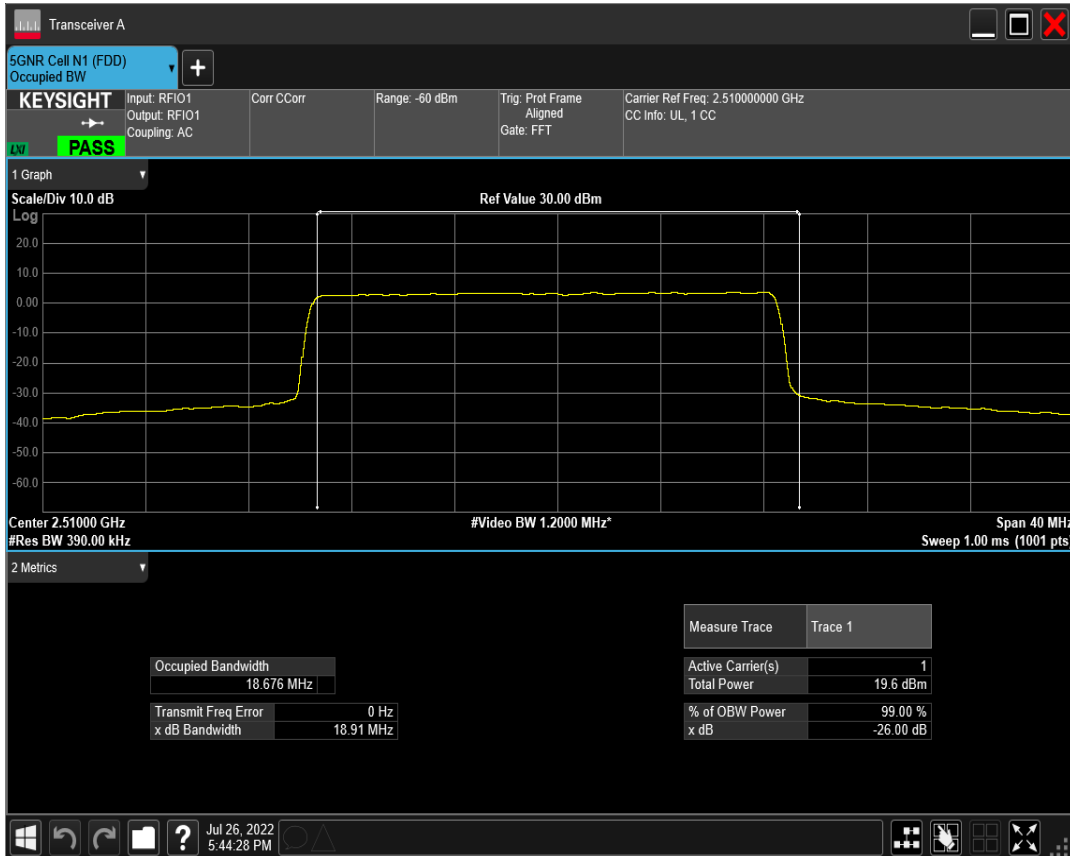 Transceiver A
5GNR Cell N1 (FDD)
Occupied BW
+
KEYSIGHT
LXI
PASS
Input: RFIO1
Output: RFIO1
Coupling: AC
Corr CCorr
Range: -60 dBm
Trig: Prot Frame
Aligned
Gate: FFT
Carrier Ref Freq: 2.510000000 GHz
CC Info: UL, 1 CC
1 Graph
Scale/Div 10.0 dB
Ref Value 30.00 dBm
Log
20.0
10.0
0.00
-10.0
-20.0
-30.0
-40.0
-50.0
-60.0
Center 2.51000 GHz
#Video BW 1.2000 MHz*
Span 40 MHz
#Res BW 390.00 kHz
Sweep 1.00 ms (1001 pts)
2 Metrics
Measure Trace Trace 1
Occupied Bandwidth
18.676 MHz
Active Carrier(s) 1
Total Power 19.6 dBm
Transmit Freq Error 0 Hz
x dB Bandwidth 18.91 MHz
% of OBW Power 99.00 %
x dB -26.00 dB
?
Jul 26, 2022
5:44:28 PM